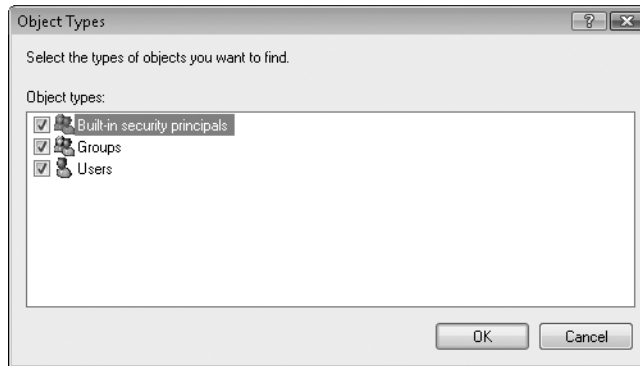 Object Types
Select the types of objects you want to find.
Object types:
Built-in security principals
Groups
Users
OK Cancel